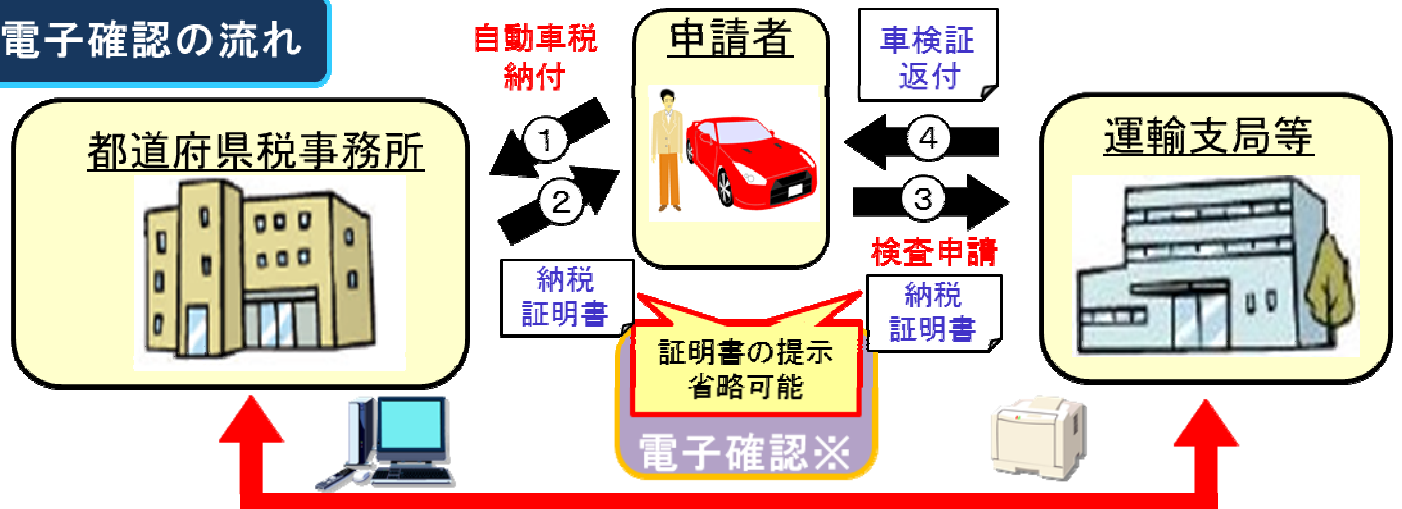 電子確認の流れ
自動車税
納付
申請者
車検証
返付
都道府県税事務所
①
②
④
③
運輸支局等
検査申請
納税
証明書
納税
証明書
証明書の提示
省略可能
電子確認※